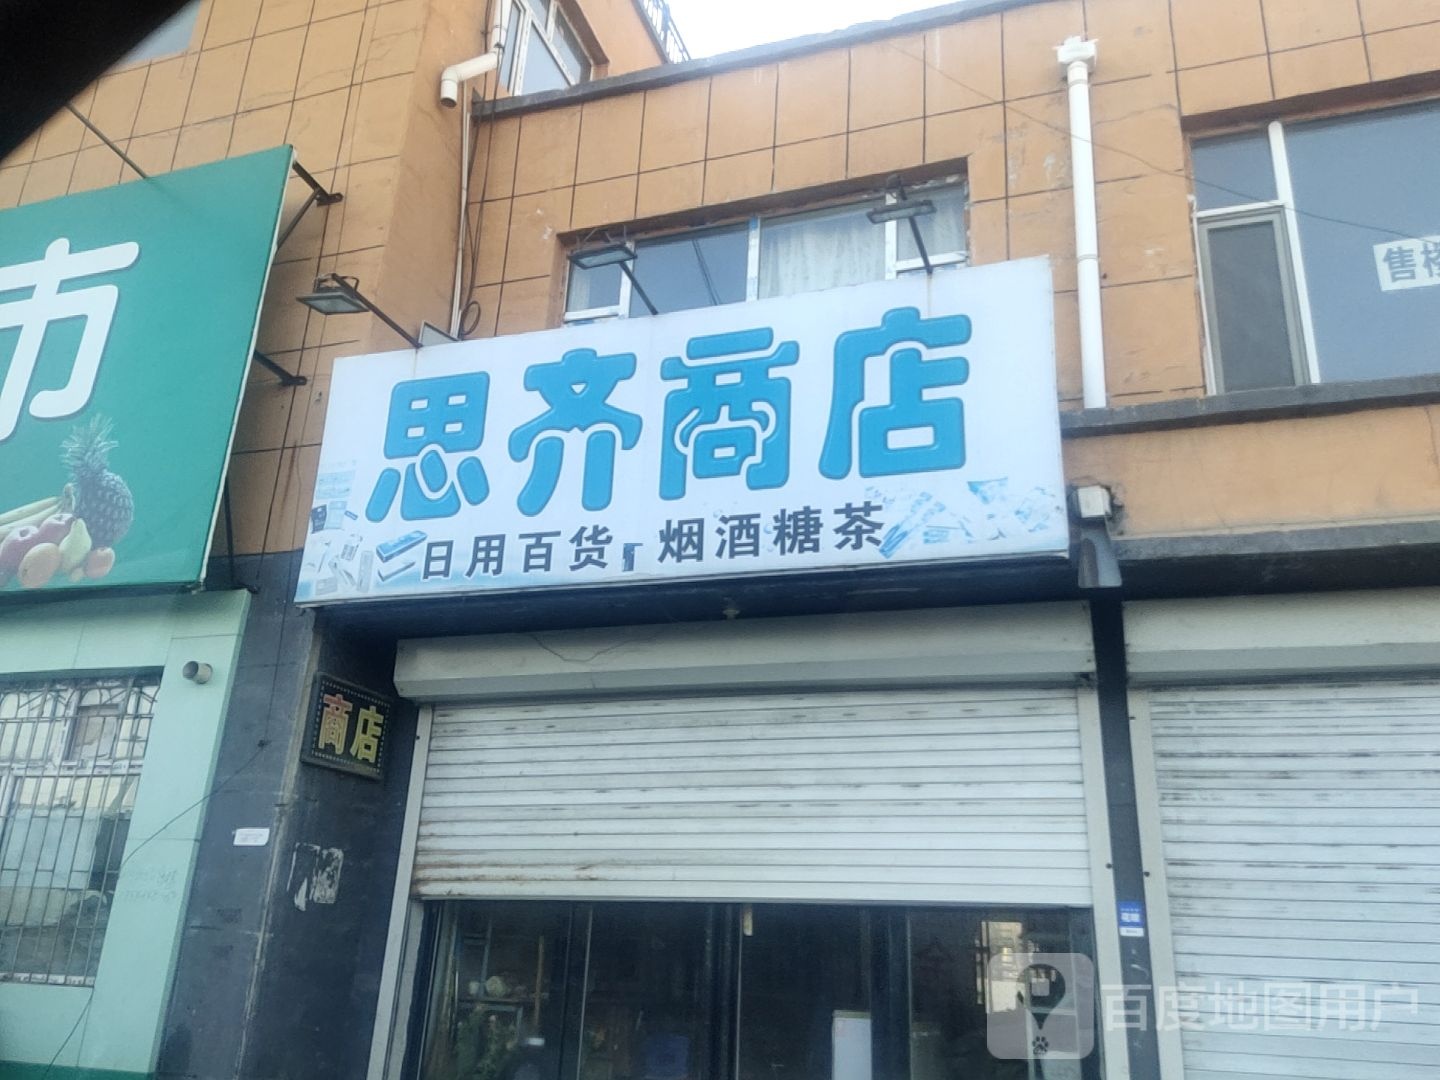 市
售楼
思齐商店
日用百货 烟酒糖茶
商店
百度地图用户